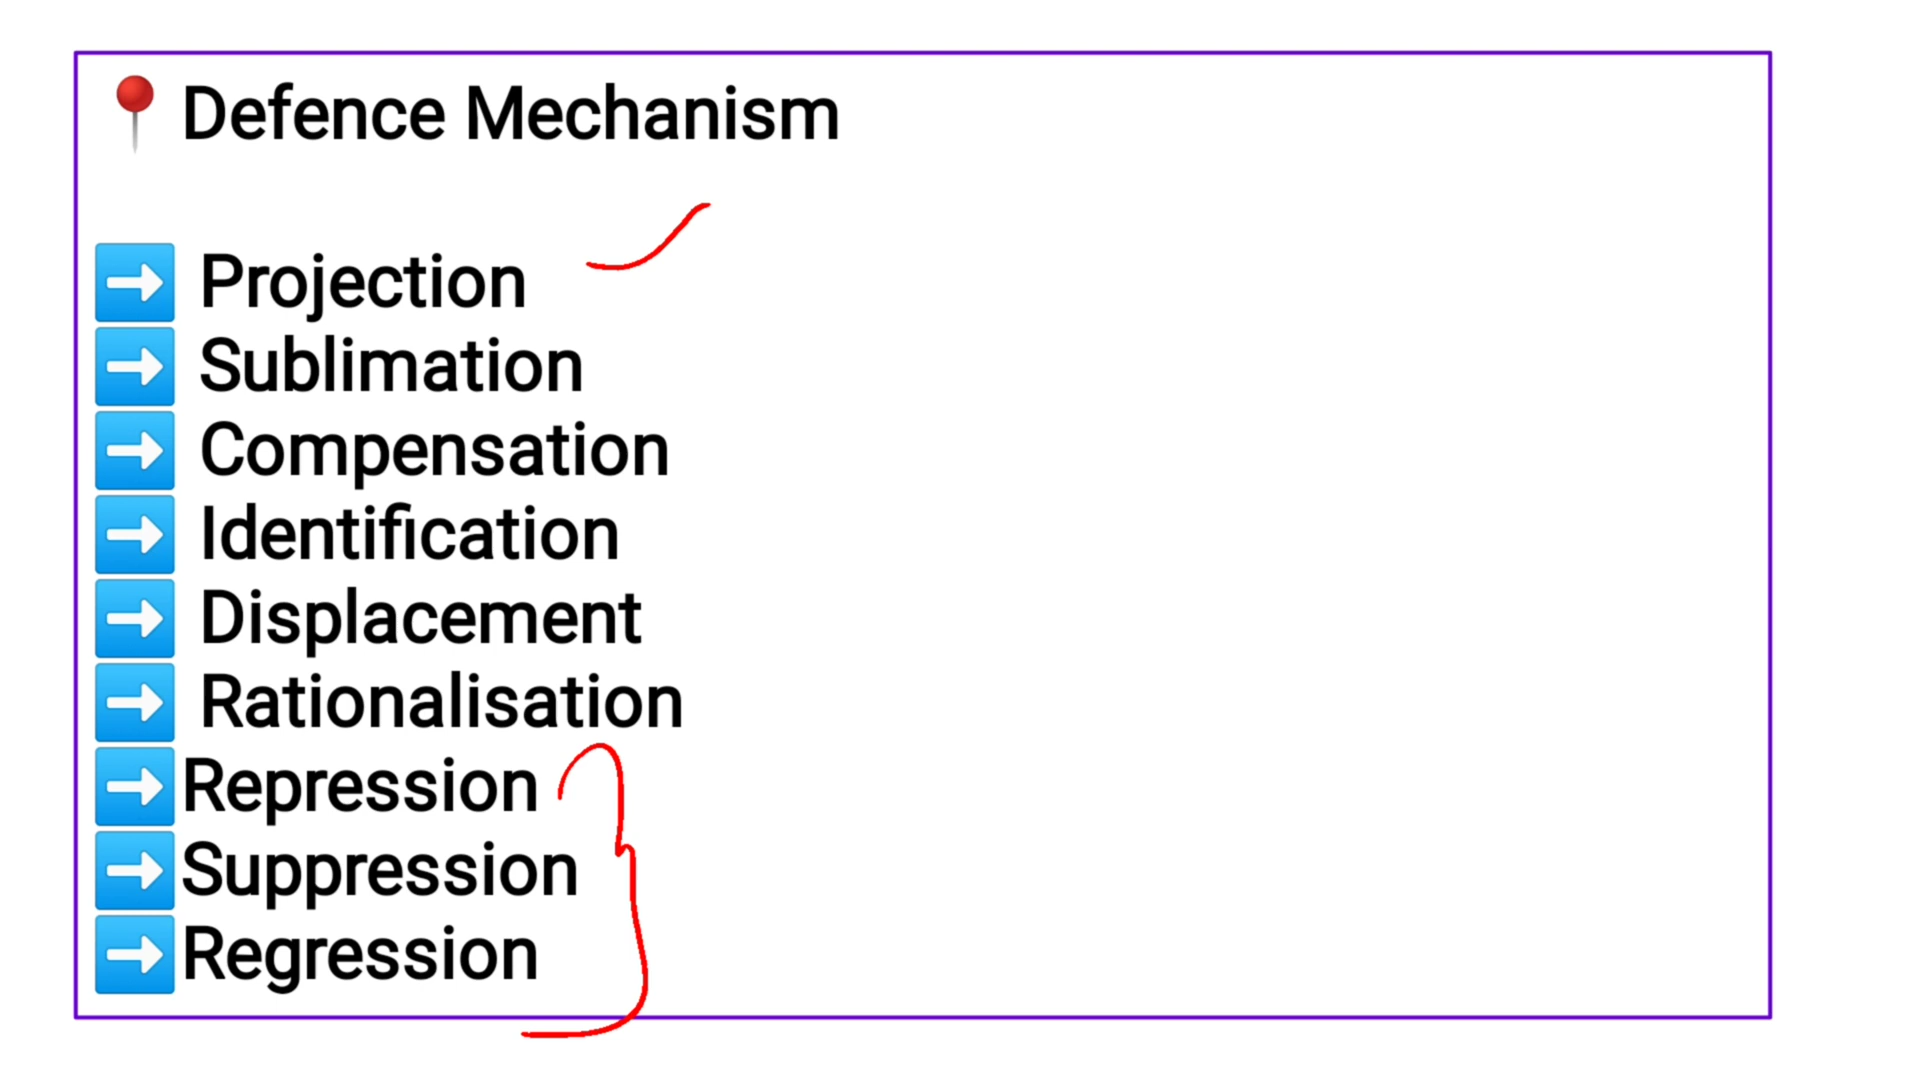 📍 Defence Mechanism
➡️ Projection
➡️ Sublimation
➡️ Compensation
➡️ Identification
➡️ Displacement
➡️ Rationalisation
➡️Repression
➡️Suppression
➡️Regression